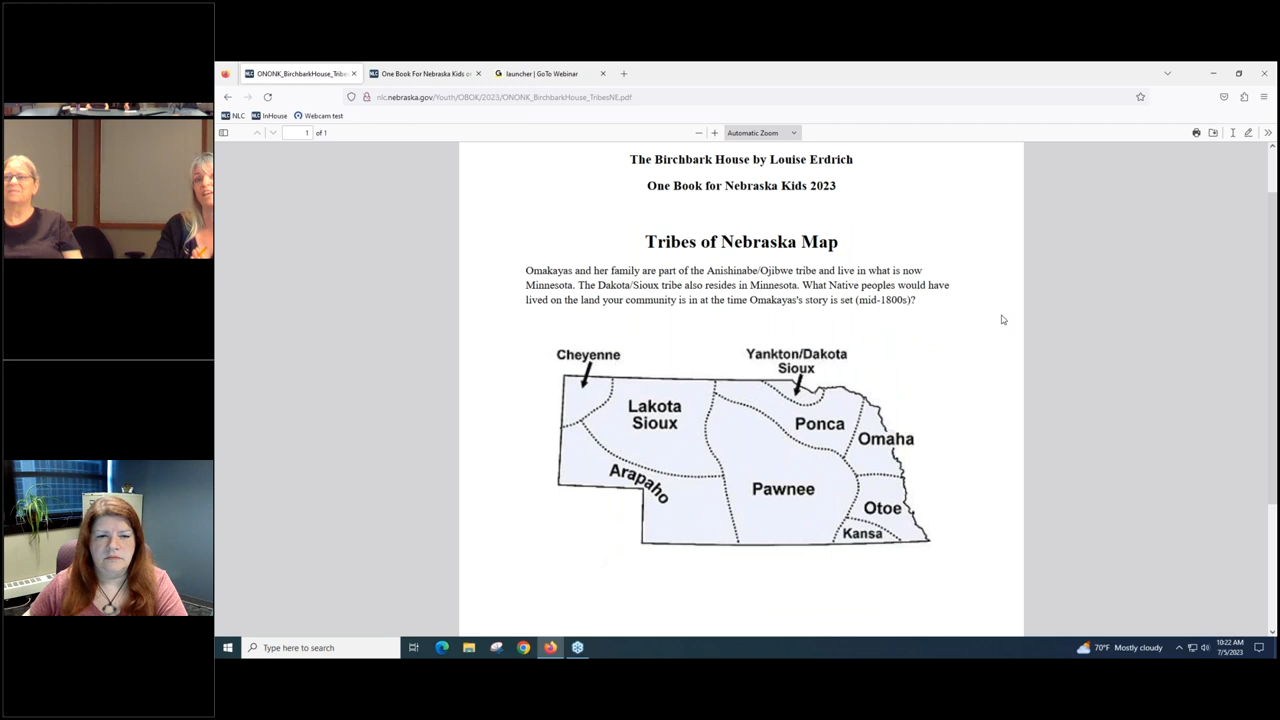 ONONK_BirchbarkHouse_Tribes
One Book For Nebraska Kids
launcher | GoTo Webinar
nlc.nebraska.gov/Youth/OBOK/2023/ONONK_BirchbarkHouse_TribesNE.pdf
NLC
InHouse
Webcam test
1 of 1
Automatic Zoom
The Birchbark House by Louise Erdrich
One Book for Nebraska Kids 2023
Tribes of Nebraska Map
Omakayas and her family are part of the Anishinabe/Ojibwe tribe and live in what is now
Minnesota. The Dakota/Sioux tribe also resides in Minnesota. What Native peoples would have
lived on the land your community is in at the time Omakayas's story is set (mid-1800s)?
Cheyenne
Yankton/Dakota
Sioux
Lakota
Sioux
Ponca
Omaha
Arapaho
Pawnee
Otoe
Kansa
Type here to search
70°F Mostly cloudy
10:22 AM
7/5/2023